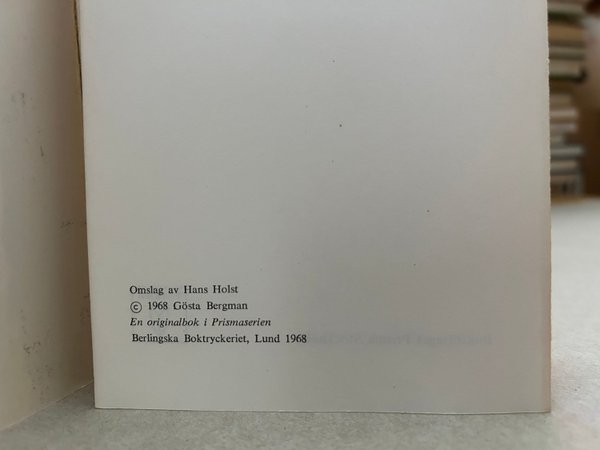 Omslag av Hans Holst
© 1968 Gösta Bergman
En originalbok i Prismaserien
Berlingska Boktryckeriet, Lund 1968